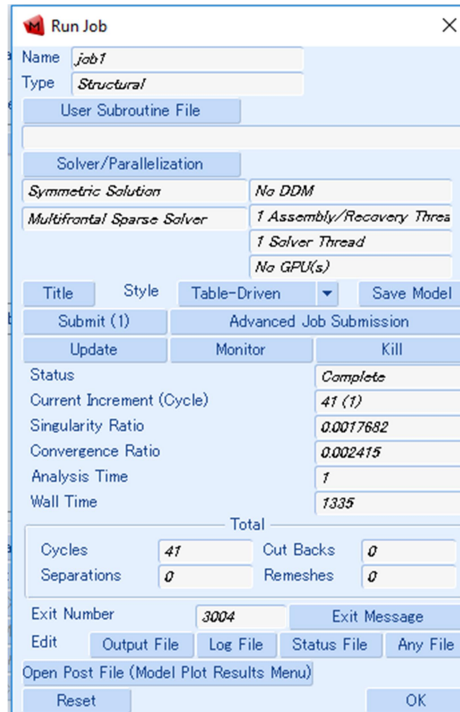 Run Job
Name job1
Type Structural
User Subroutine File
Solver/Parallelization
Symmetric Solution No DDM
Multifrontal Sparse Solver 1 Assembly/Recovery Threa
1 Solver Thread
No GPU(s)
Title Style Table-Driven Save Model
Submit (1) Advanced Job Submission
Update Monitor Kill
Status Complete
Current Increment (Cycle) 41 (1)
Singularity Ratio 0.0017682
Convergence Ratio 0.002415
Analysis Time 1
Wall Time 1335
Total
Cycles 41 Cut Backs 0
Separations 0 Remeshes 0
Exit Number 3004 Exit Message
Edit Output File Log File Status File Any File
Open Post File (Model Plot Results Menu)
Reset OK